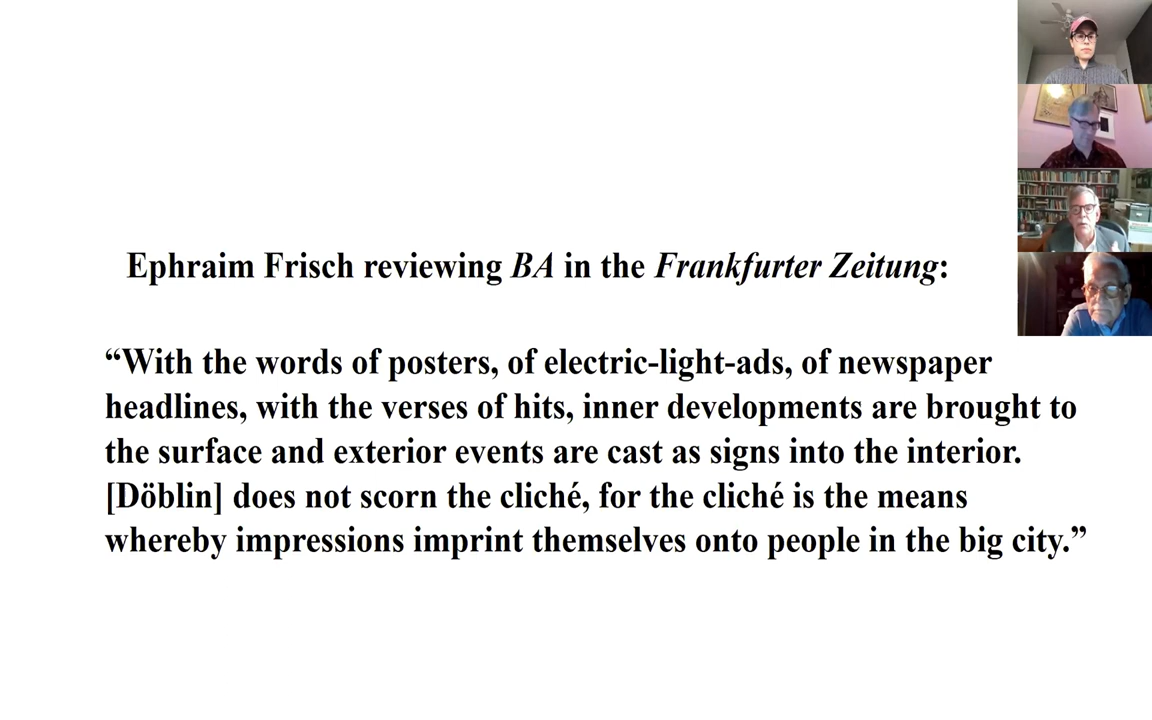 Ephraim Frisch reviewing BA in the Frankfurter Zeitung:
“With the words of posters, of electric-light-ads, of newspaper
headlines, with the verses of hits, inner developments are brought to
the surface and exterior events are cast as signs into the interior.
[Döblin] does not scorn the cliché, for the cliché is the means
whereby impressions imprint themselves onto people in the big city.”